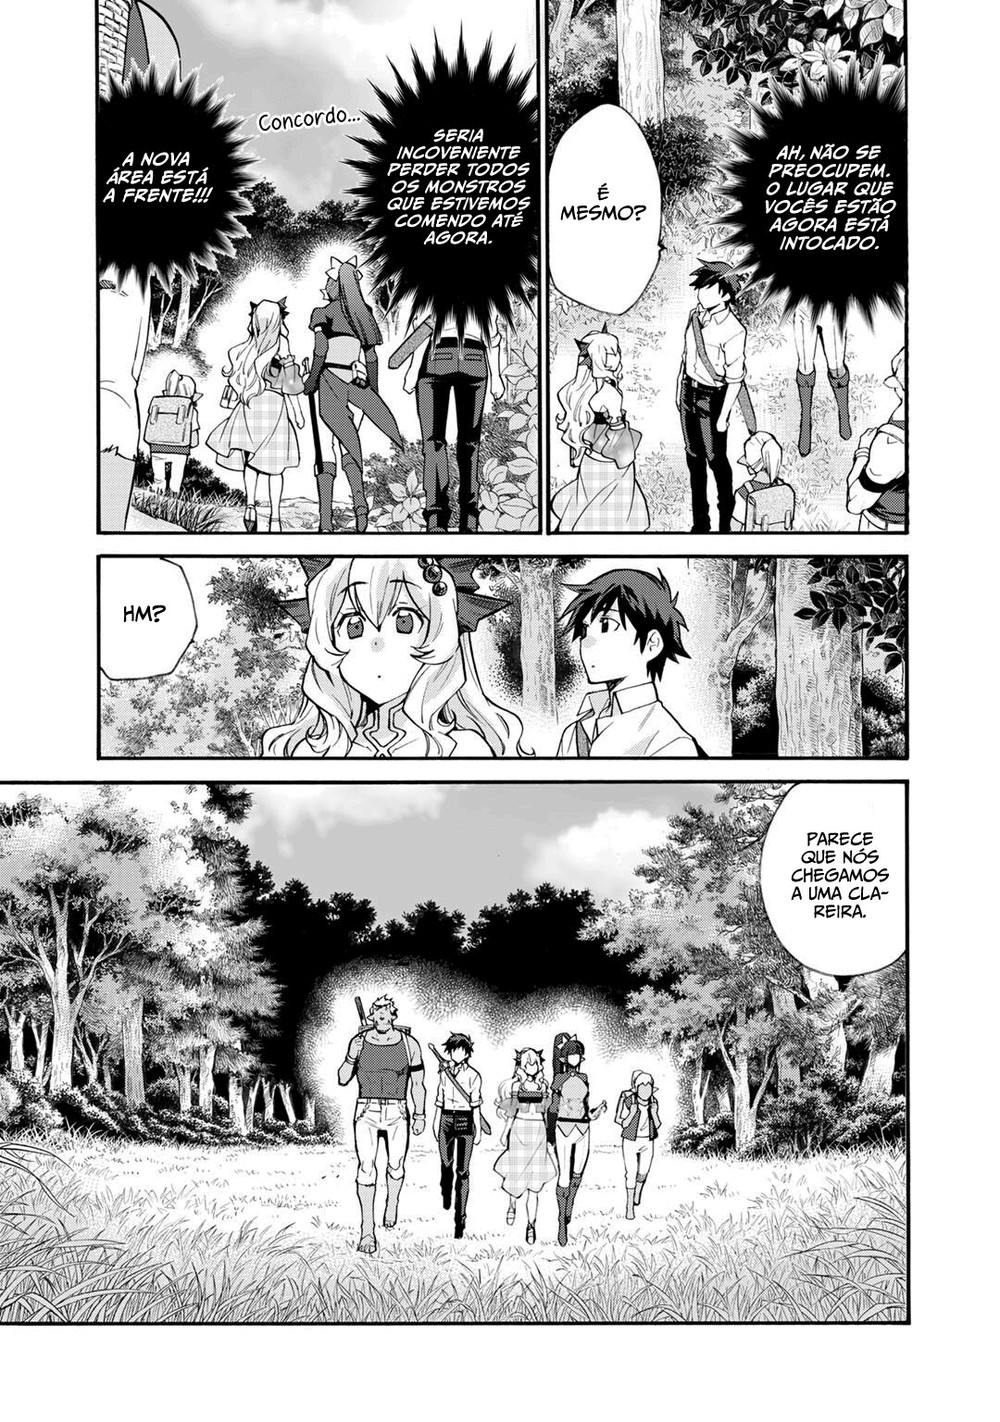 AH, NÃO SE
PREOCUPEM.
O LUGAR QUE
VOCÊS ESTÃO
AGORA ESTÁ
INTOCADO.
É
MESMO?
SERIA
INCOVENIENTE
PERDER TODOS
OS MONSTROS
QUE ESTIVEMOS
COMENDO ATÉ
AGORA.
Concordo...
A NOVA
ÁREA ESTÁ
A FRENTE!!!
HM?
PARECE
QUE NÓS
CHEGAMOS
A UMA CLA-
REIRA.